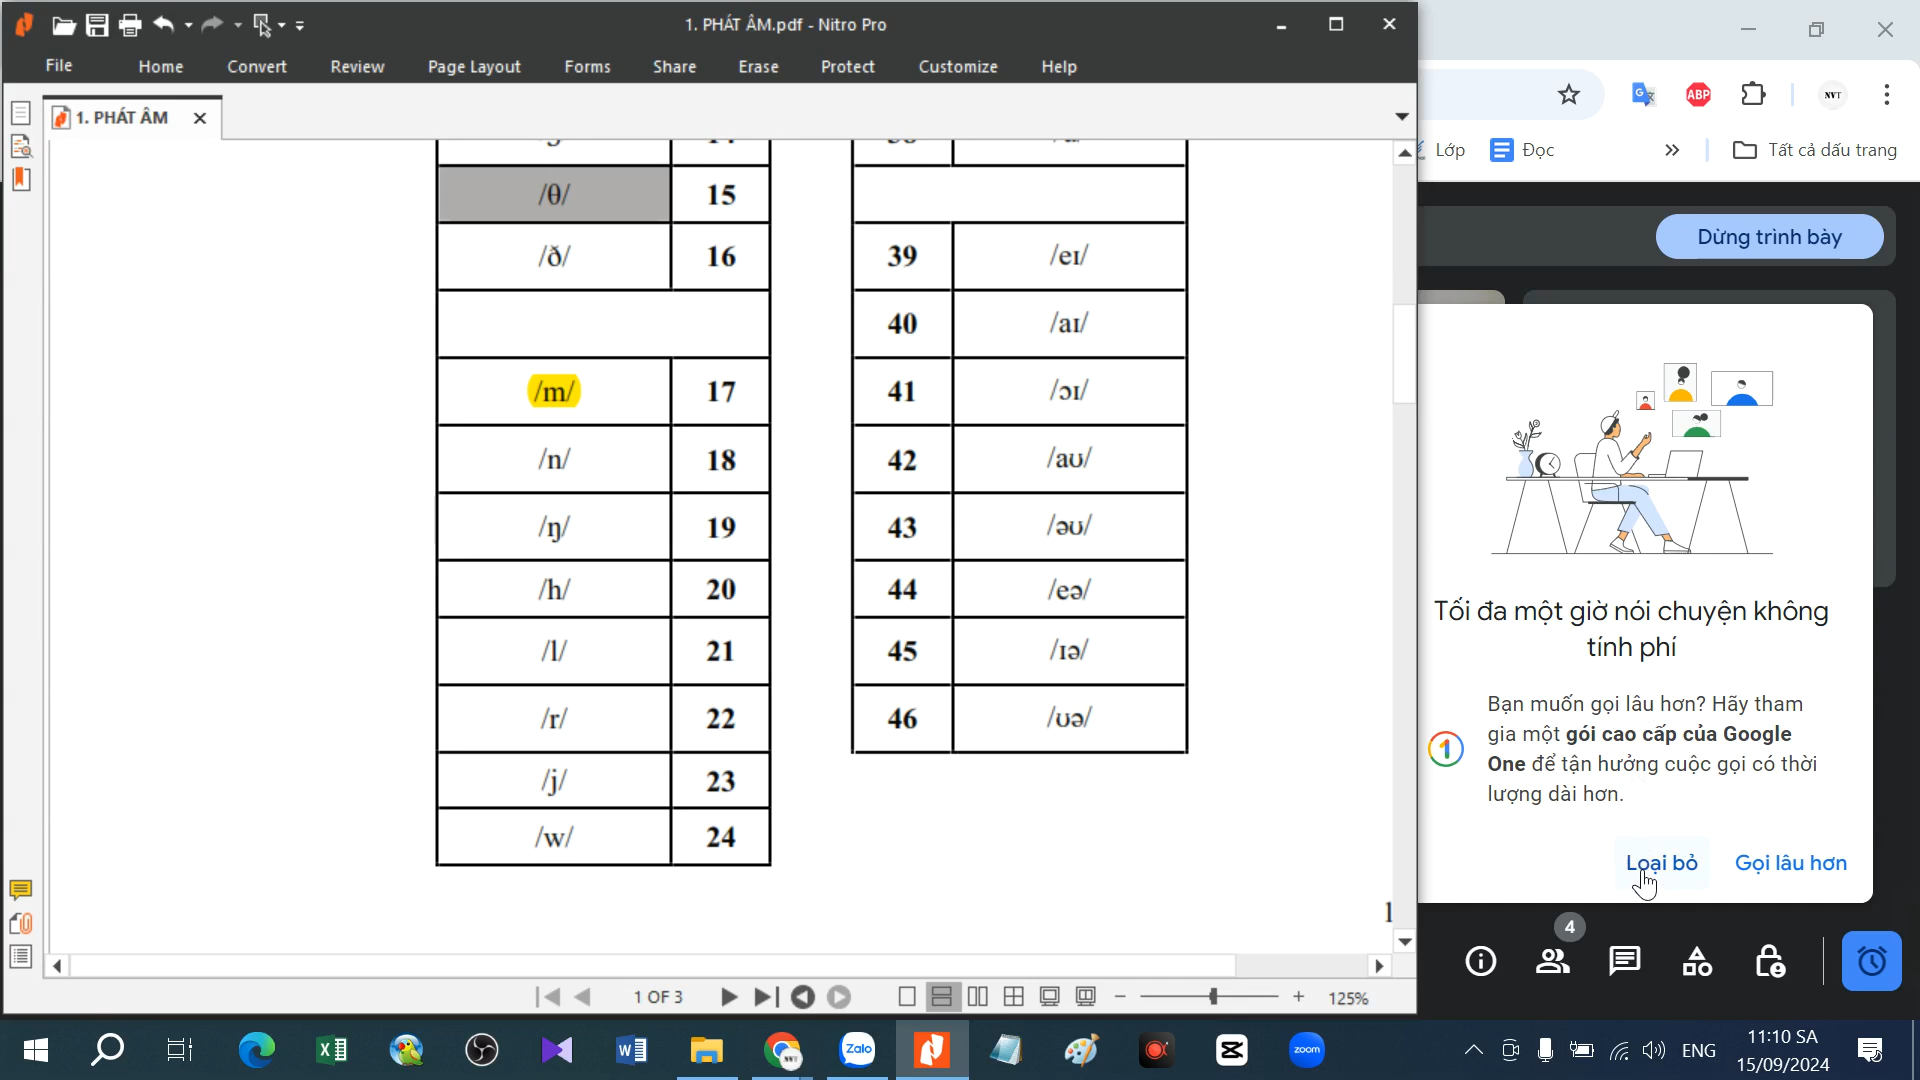 1. PHÁT ÂM.pdf - Nitro Pro
File Home Convert Review Page Layout Forms Share Erase Protect Customize Help
1. PHÁT ÂM
ABP
NVT
Lớp
Đọc
Tất cả dấu trang
Dừng trình bày
/θ/ 15
/ð/ 16
/m/ 17
/n/ 18
/ŋ/ 19
/h/ 20
/l/ 21
/r/ 22
/j/ 23
/w/ 24
39 /eɪ/
40 /aɪ/
41 /ɔɪ/
42 /aʊ/
43 /əʊ/
44 /eə/
45 /ɪə/
46 /ʊə/
1
Tối đa một giờ nói chuyện không
tính phí
Bạn muốn gọi lâu hơn? Hãy tham
gia một gói cao cấp của Google
One để tận hưởng cuộc gọi có thời
lượng dài hơn.
Loại bỏ
Gọi lâu hơn
4
1 OF 3
125%
Zalo
zoom
ENG
11:10 SA
15/09/2024